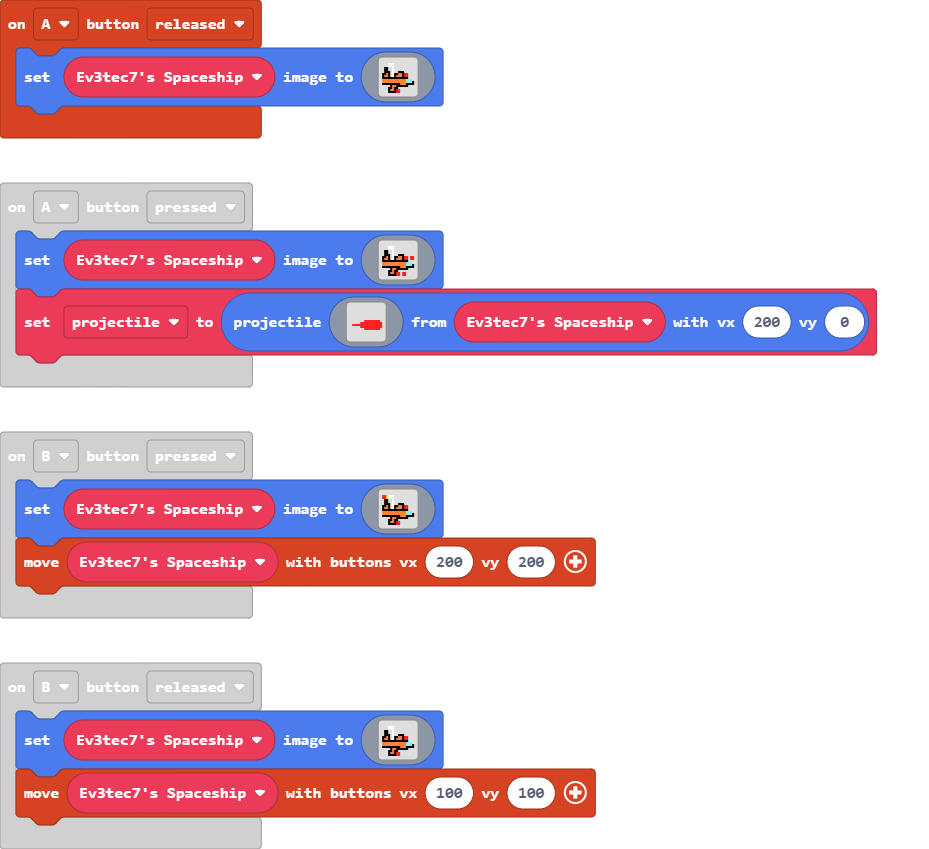 on A button released
set Ev3tec7's Spaceship image to
on A button pressed
set Ev3tec7's Spaceship image to
set projectile to projectile from Ev3tec7's Spaceship with vx 200 vy 0
on B button pressed
set Ev3tec7's Spaceship image to
move Ev3tec7's Spaceship with buttons vx 200 vy 200
on B button released
set Ev3tec7's Spaceship image to
move Ev3tec7's Spaceship with buttons vx 100 vy 100